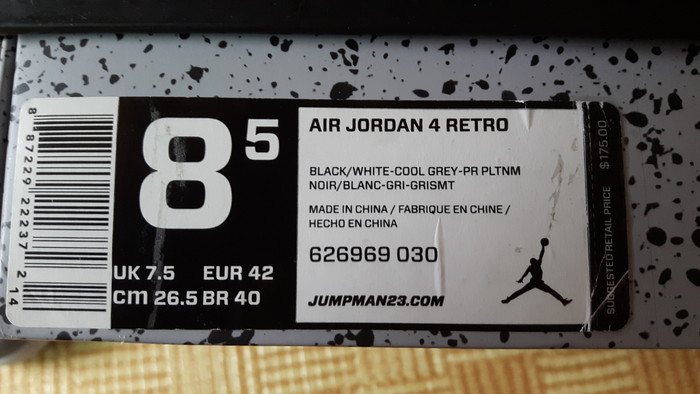 8 87229 22237 2 14
8 5
UK 7.5 EUR 42
cm 26.5 BR 40
AIR JORDAN 4 RETRO
BLACK/WHITE-COOL GREY-PR PLTNM
NOIR/BLANC-GRI-GRISMT
MADE IN CHINA / FABRIQUE EN CHINE /
HECHO EN CHINA
626969 030
JUMPMAN23.COM
SUGGESTED RETAIL PRICE $175.00